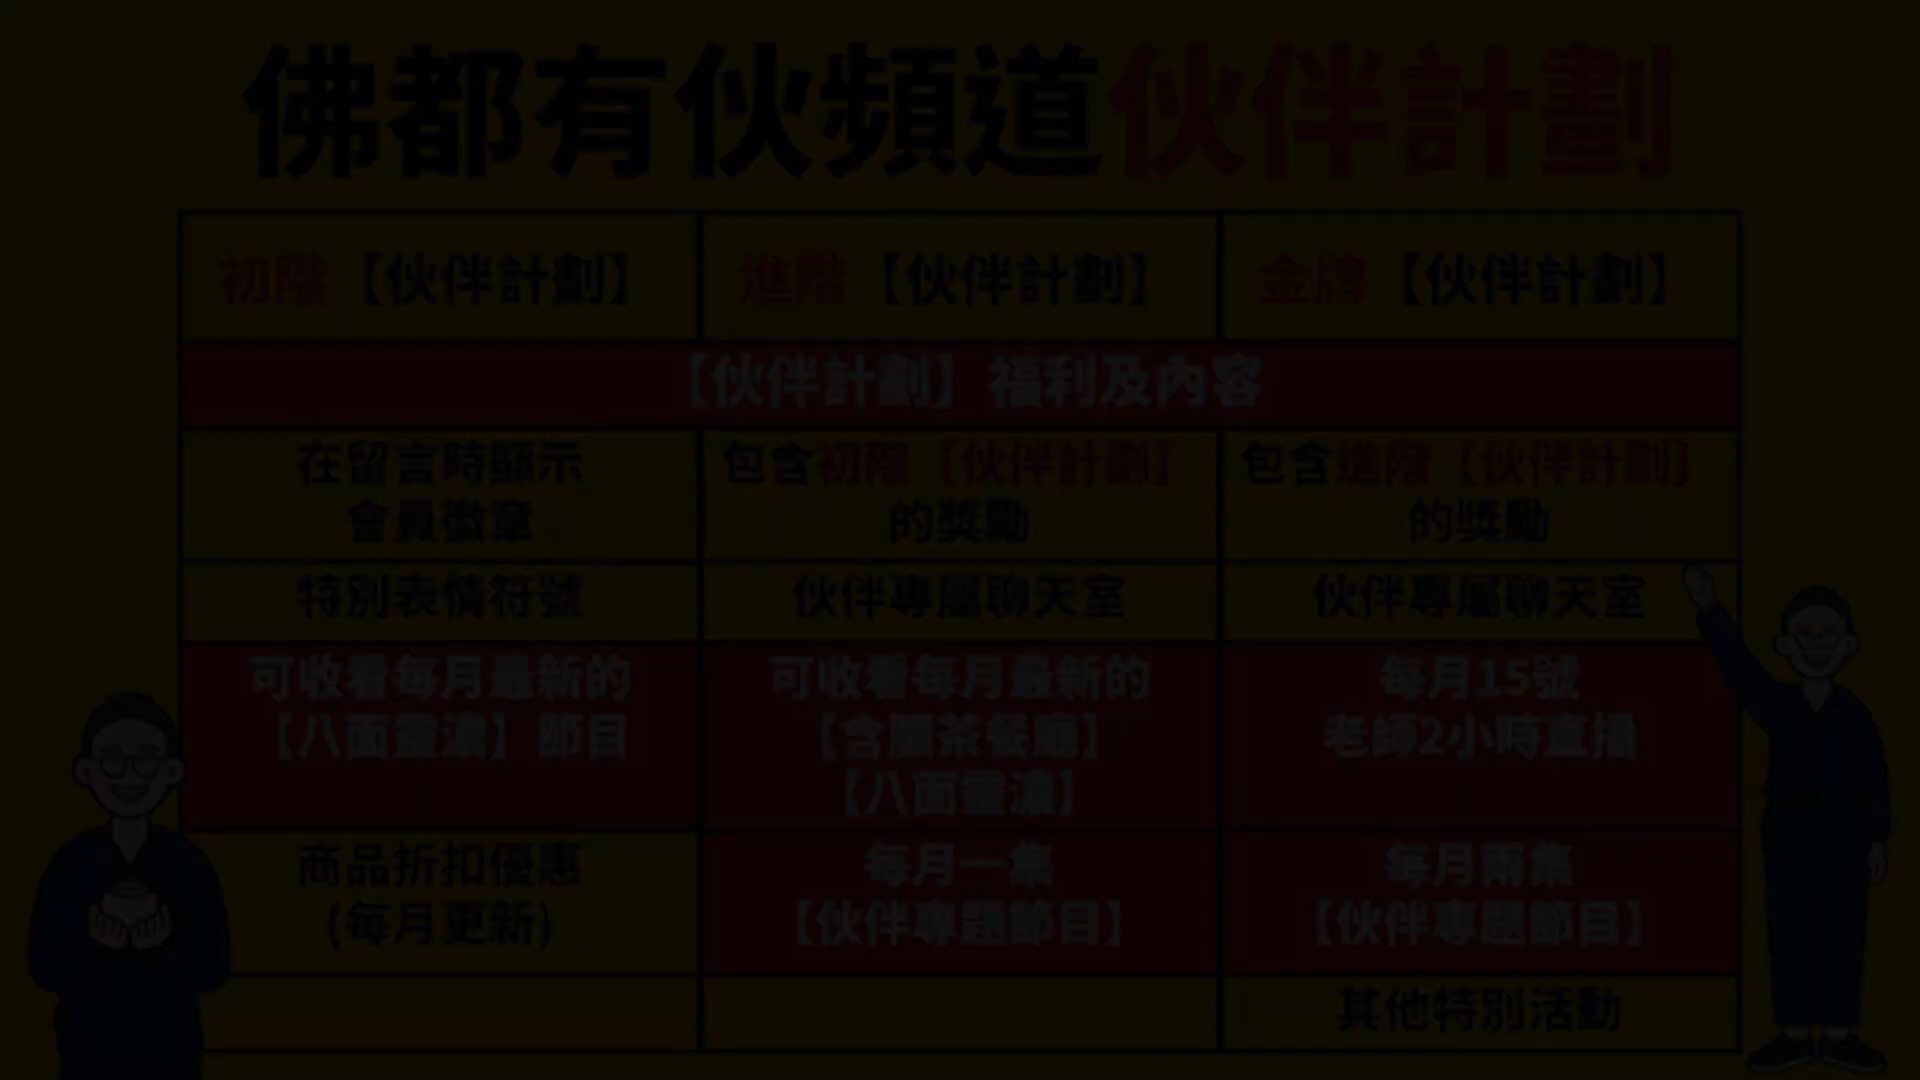 佛都有伙頻道伙伴計劃
初階【伙伴計劃】
進階【伙伴計劃】
金牌【伙伴計劃】
【伙伴計劃】福利及內容
在留言時顯示
會員徽章
包含初階【伙伴計劃】
的獎勵
包含進階【伙伴計劃】
的獎勵
特別表情符號
伙伴專屬聊天室
伙伴專屬聊天室
可收看每月最新的
【八面靈瀧】節目
可收看每月最新的
【含層茶餐廳】
【八面靈瀧】
每月15號
老師2小時直播
商品折扣優惠
(每月更新)
每月一集
【伙伴專題節目】
每月兩集
【伙伴專題節目】
其他特別活動